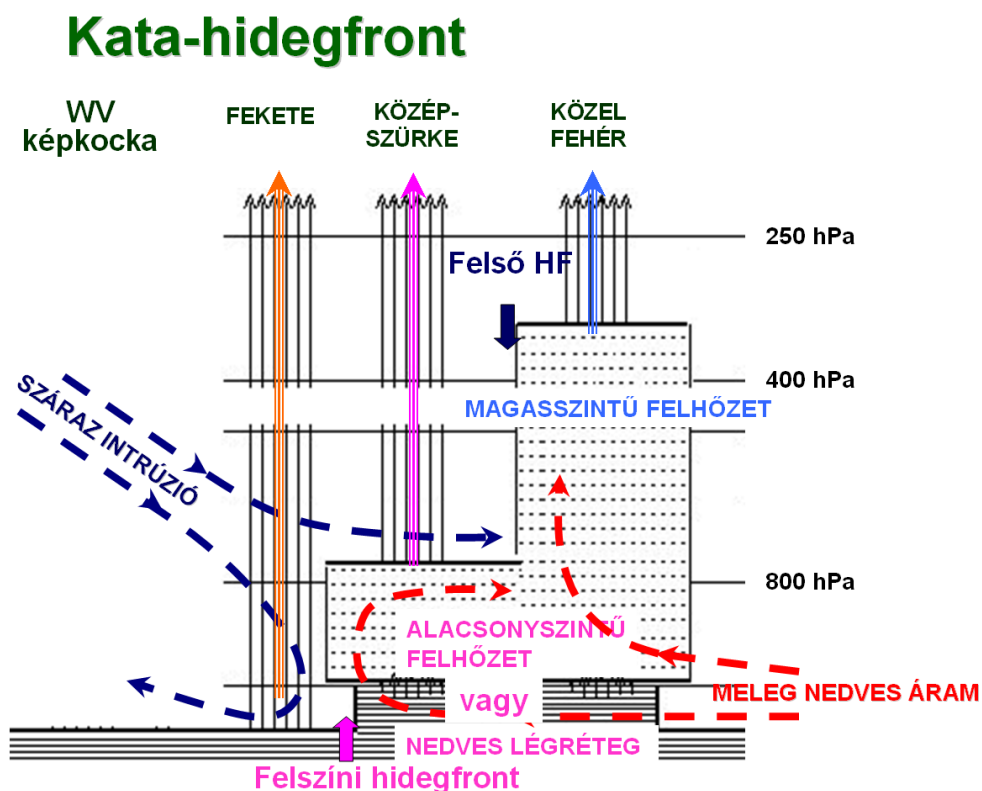 Kata-hidegfront
WV
képkocka
FEKETE
KÖZÉP-
SZÜRKE
KÖZEL
FEHÉR
250 hPa
Felső HF
400 hPa
SZÁRAZ INTRÚZIÓ
MAGASSZINTŰ FELHŐZET
800 hPa
ALACSONYSZINTŰ
FELHŐZET
vagy
MELEG NEDVES ÁRAM
NEDVES LÉGRÉTEG
Felszíni hidegfront